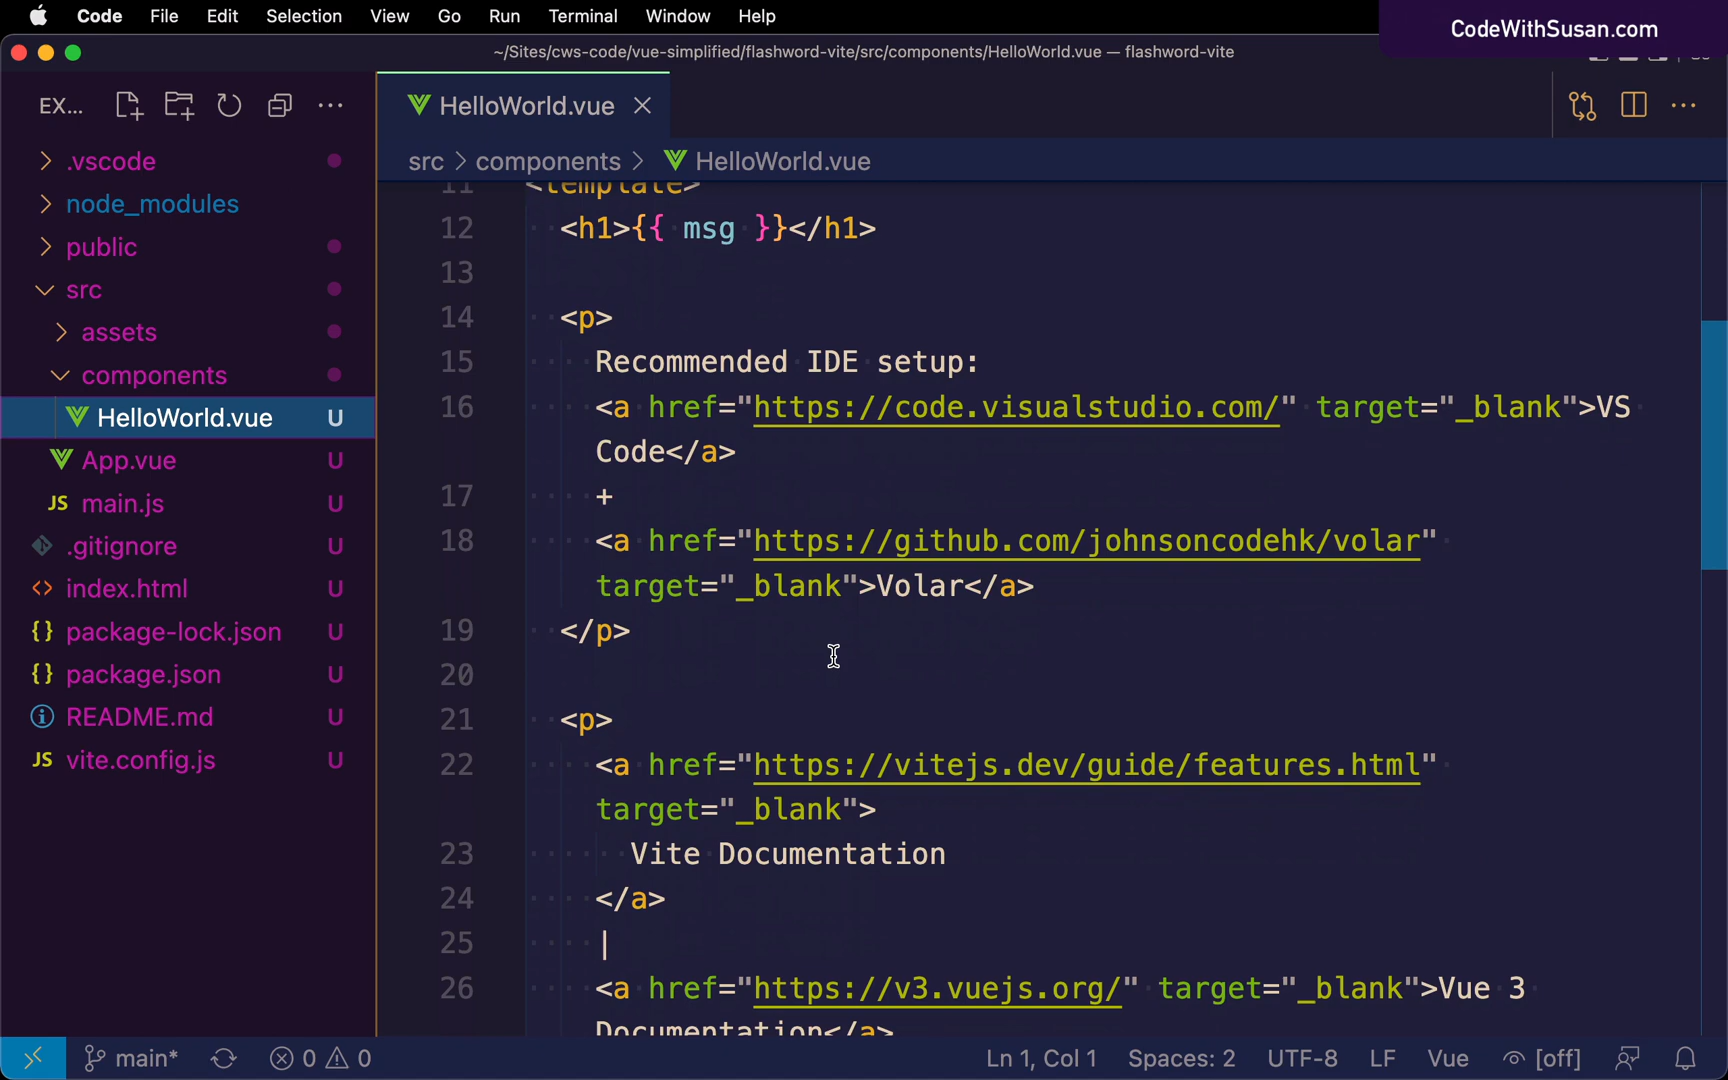 Code File Edit Selection View Go Run Terminal Window Help
CodeWithSusan.com
~/Sites/cws-code/vue-simplified/flashword-vite/src/components/HelloWorld.vue — flashword-vite
EX...
HelloWorld.vue
.vscode
node_modules
public
src
assets
components
HelloWorld.vue U
App.vue U
JS main.js U
.gitignore U
<> index.html U
{} package-lock.json U
{} package.json U
README.md U
JS vite.config.js U
src > components > HelloWorld.vue
11 <template>
12 <h1>{{ msg }}</h1>
13
14 <p>
15 Recommended IDE setup:
16 <a href="https://code.visualstudio.com/" target="_blank">VS
Code</a>
17 +
18 <a href="https://github.com/johnsoncodehk/volar"
target="_blank">Volar</a>
19 </p>
20
21 <p>
22 <a href="https://vitejs.dev/guide/features.html"
target="_blank">
23 Vite Documentation
24 </a>
25 |
26 <a href="https://v3.vuejs.org/" target="_blank">Vue 3
Documentation</a>
main* 0 0 Ln 1, Col 1 Spaces: 2 UTF-8 LF Vue [off]